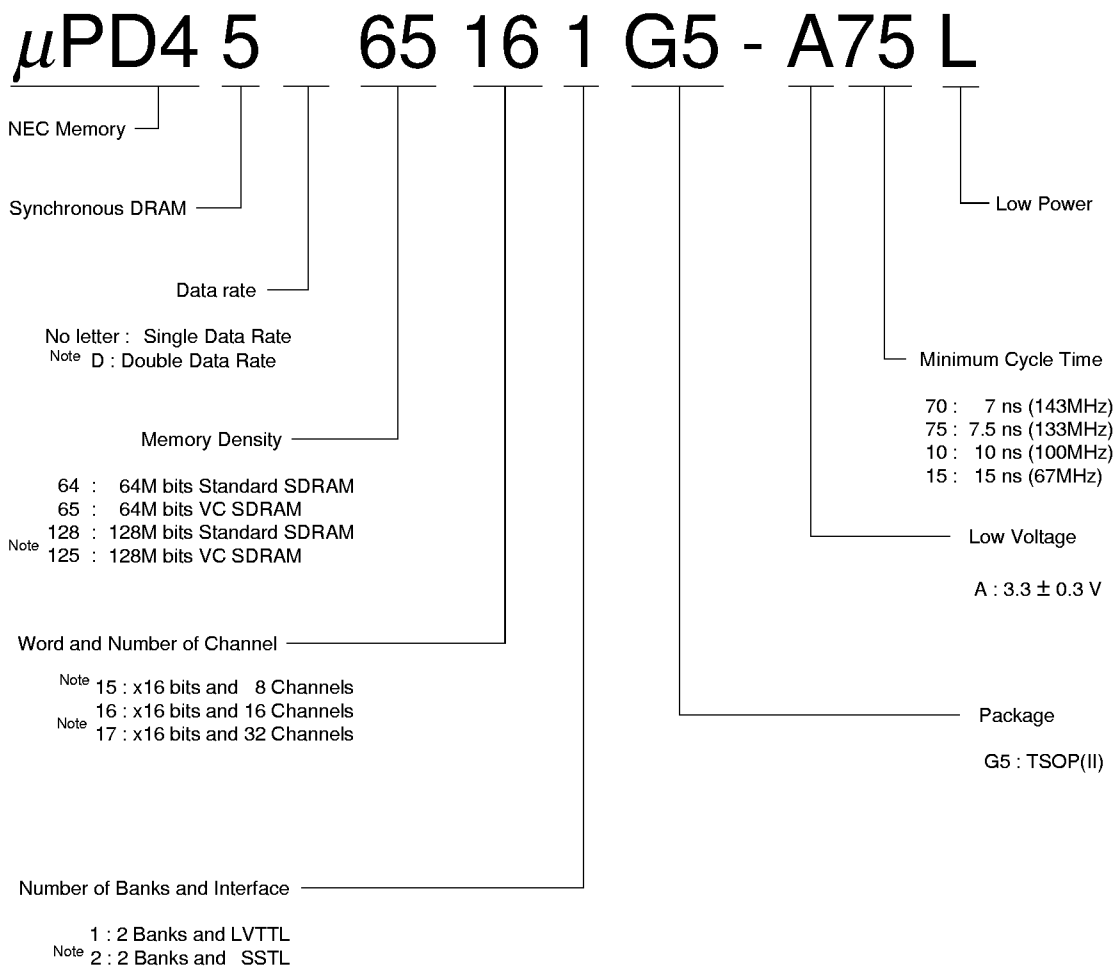 μPD4 5 65 16 1 G5 - A75 L
NEC Memory
Synchronous DRAM
Low Power
Data rate
No letter : Single Data Rate
Note D : Double Data Rate
Minimum Cycle Time
70 : 7 ns (143MHz)
75 : 7.5 ns (133MHz)
10 : 10 ns (100MHz)
15 : 15 ns (67MHz)
Memory Density
64 : 64M bits Standard SDRAM
65 : 64M bits VC SDRAM
128 : 128M bits Standard SDRAM
Note 125 : 128M bits VC SDRAM
Low Voltage
A : 3.3 ± 0.3 V
Word and Number of Channel
Note 15 : x16 bits and 8 Channels
16 : x16 bits and 16 Channels
Note 17 : x16 bits and 32 Channels
Package
G5 : TSOP(II)
Number of Banks and Interface
1 : 2 Banks and LVTTL
Note 2 : 2 Banks and SSTL